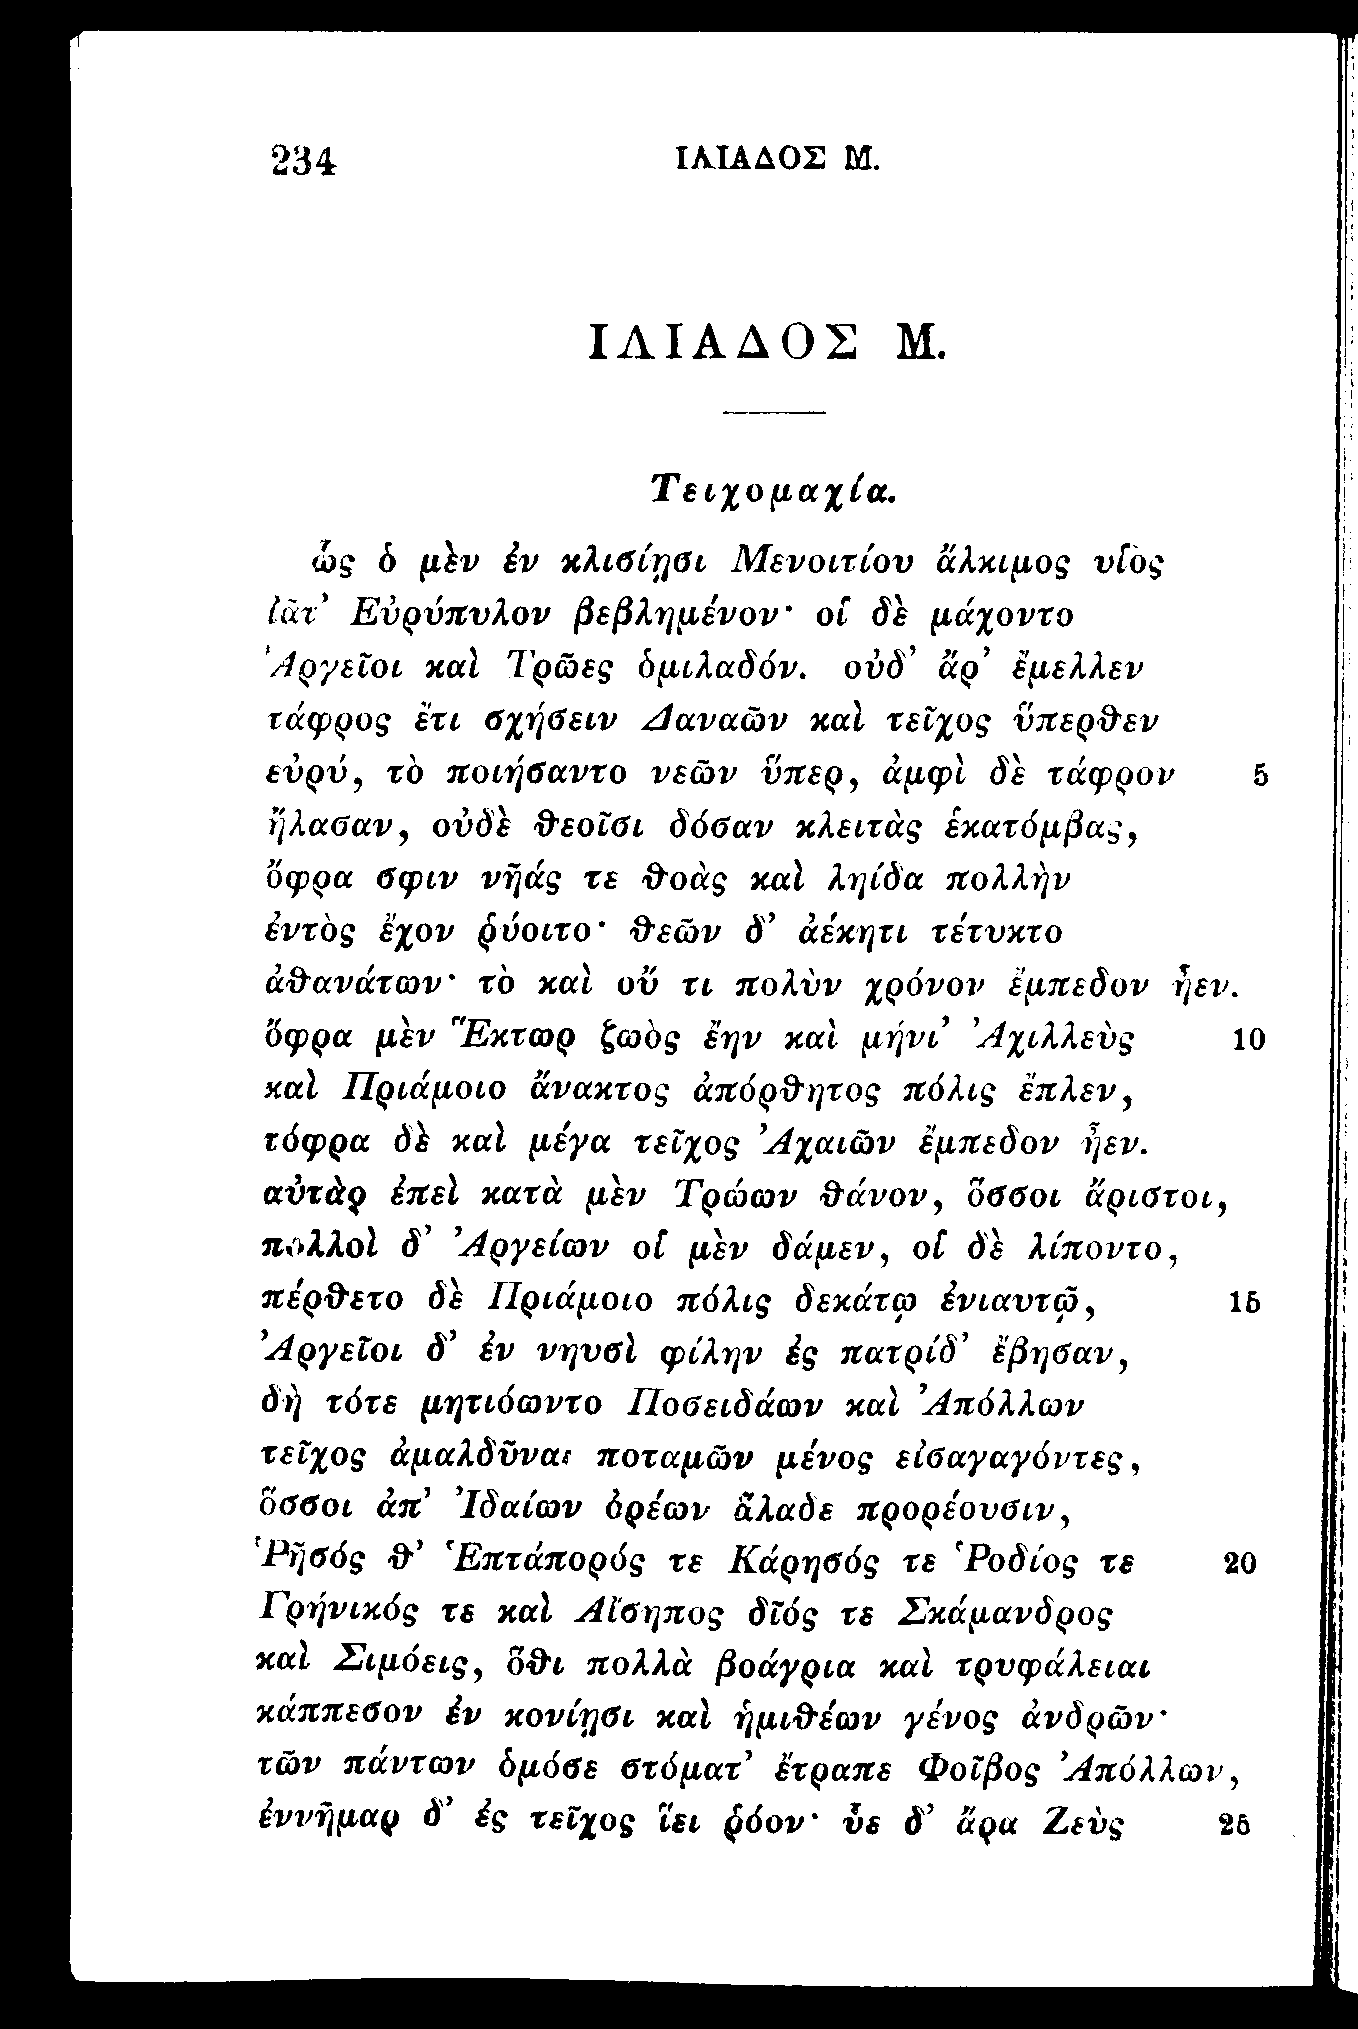 234 ΙΛΙΑΔΟΣ Μ.
ΙΛΙΑΔΟΣ Μ.
Τειχομαχία.
ὣς ὁ μὲν ἐν κλισίῃσι Μενοιτίου ἄλκιμος υἱὸς
ἰᾶτ’ Εὐρύπυλον βεβλημένον· οἳ δὲ μάχοντο
Ἀργεῖοι καὶ Τρῶες ὁμιλαδόν. οὐδ’ ἄρ’ ἔμελλεν
τάφρος ἔτι σχήσειν Δαναῶν καὶ τεῖχος ὕπερθεν
εὐρύ, τὸ ποιήσαντο νεῶν ὕπερ, ἀμφὶ δὲ τάφρον 5
ἤλασαν, οὐδὲ θεοῖσι δόσαν κλειτὰς ἑκατόμβας,
ὄφρα σφιν νῆάς τε θοὰς καὶ ληίδα πολλὴν
ἐντὸς ἔχον ῥύοιτο· θεῶν δ’ ἀέκητι τέτυκτο
ἀθανάτων· τὸ καὶ οὔ τι πολὺν χρόνον ἔμπεδον ἦεν.
ὄφρα μὲν Ἕκτωρ ζωὸς ἔην καὶ μήνι’ Ἀχιλλεὺς 10
καὶ Πριάμοιο ἄνακτος ἀπόρθητος πόλις ἔπλεν,
τόφρα δὲ καὶ μέγα τεῖχος Ἀχαιῶν ἔμπεδον ἦεν.
αὐτὰρ ἐπεὶ κατὰ μὲν Τρώων θάνον, ὅσσοι ἄριστοι,
πολλοὶ δ’ Ἀργείων οἳ μὲν δάμεν, οἳ δὲ λίποντο,
πέρθετο δὲ Πριάμοιο πόλις δεκάτῳ ἐνιαυτῷ, 15
Ἀργεῖοι δ’ ἐν νηυσὶ φίλην ἐς πατρίδ’ ἔβησαν,
δὴ τότε μητιόωντο Ποσειδάων καὶ Ἀπόλλων
τεῖχος ἀμαλδῦναι ποταμῶν μένος εἰσαγαγόντες,
ὅσσοι ἀπ’ Ἰδαίων ὀρέων ἅλαδε προρέουσιν,
Ῥῆσός θ’ Ἑπτάπορός τε Κάρησός τε Ῥοδίος τε 20
Γρήνικός τε καὶ Αἴσηπος δῖός τε Σκάμανδρος
καὶ Σιμόεις, ὅθι πολλὰ βοάγρια καὶ τρυφάλειαι
κάππεσον ἐν κονίῃσι καὶ ἡμιθέων γένος ἀνδρῶν·
τῶν πάντων ὁμόσε στόματ’ ἔτραπε Φοῖβος Ἀπόλλων,
ἐννῆμαρ δ’ ἐς τεῖχος ἵει ῥόον· ὗε δ’ ἄρα Ζεὺς 25